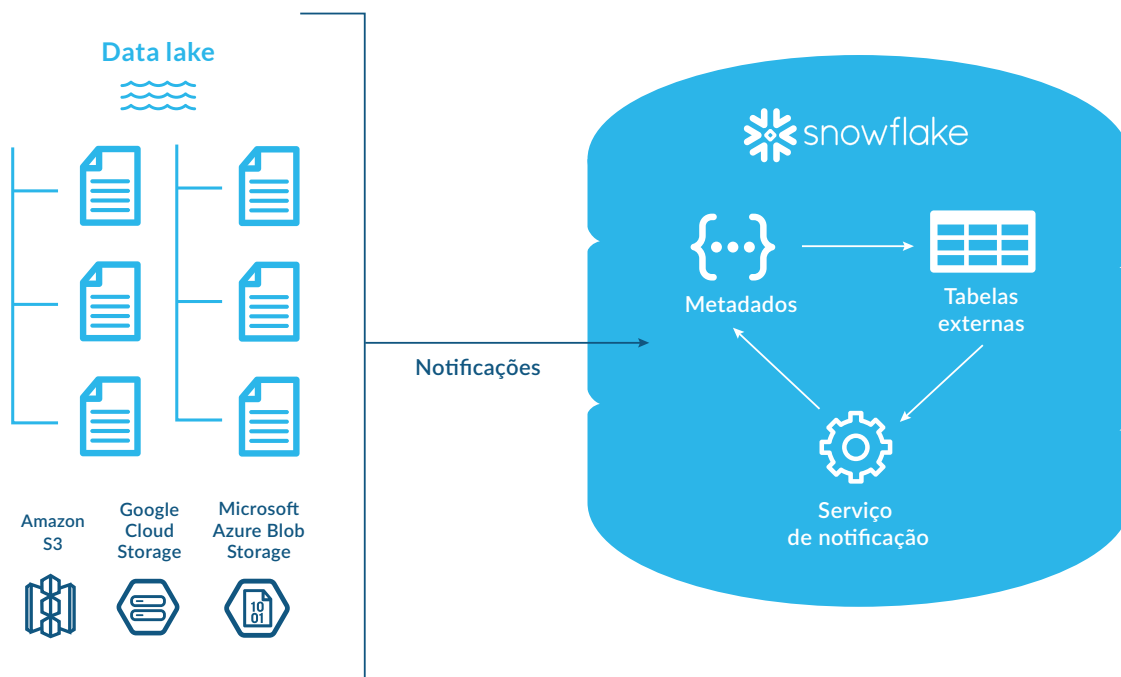 Data lake
Amazon
S3
Google
Cloud
Storage
Microsoft
Azure Blob
Storage
10
01
Notificações
snowflake
Metadados
Tabelas
externas
Serviço
de notificação